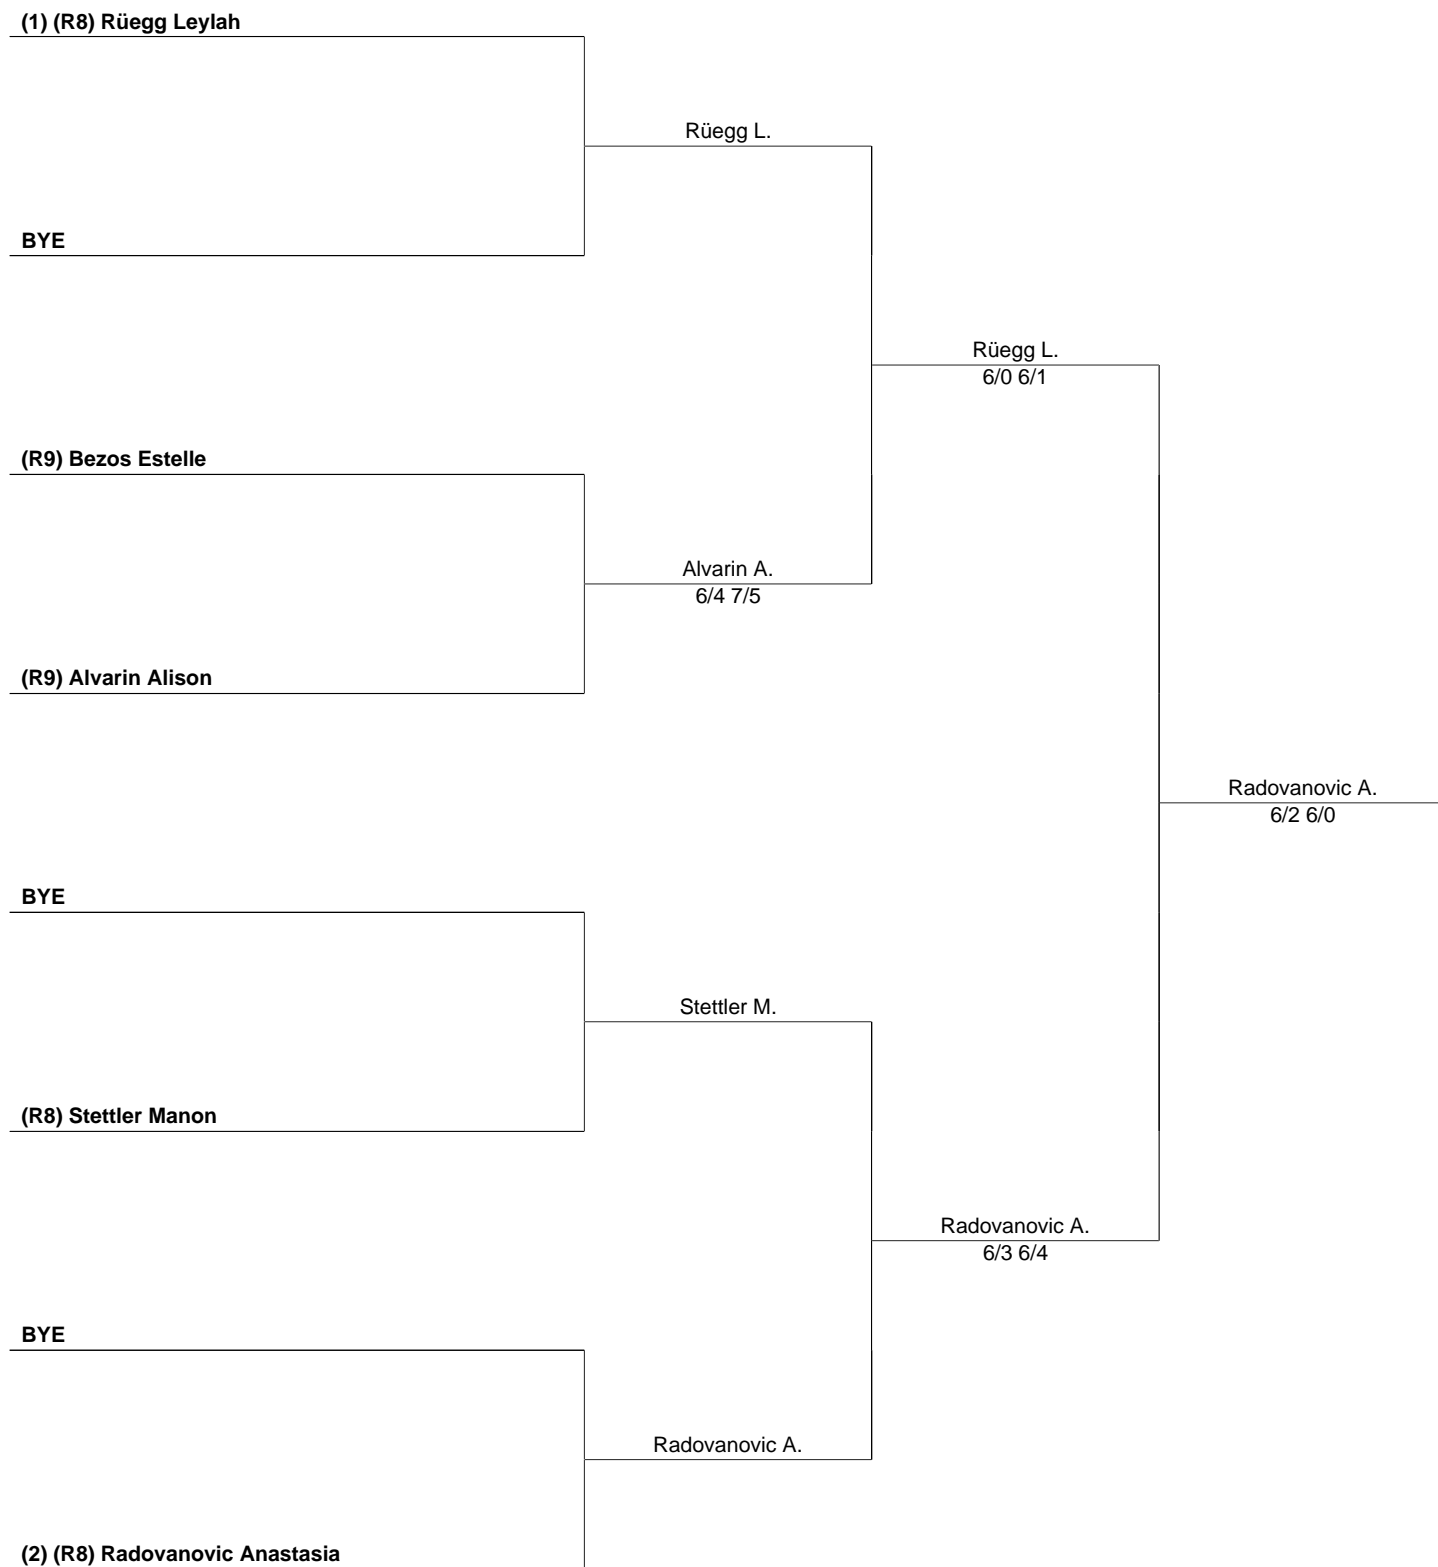 (1) (R8) Rüegg Leylah
Rüegg L.
BYE
Rüegg L.
6/0 6/1
(R9) Bezos Estelle
Alvarin A.
6/4 7/5
(R9) Alvarin Alison
Radovanovic A.
6/2 6/0
BYE
Stettler M.
(R8) Stettler Manon
Radovanovic A.
6/3 6/4
BYE
Radovanovic A.
(2) (R8) Radovanovic Anastasia